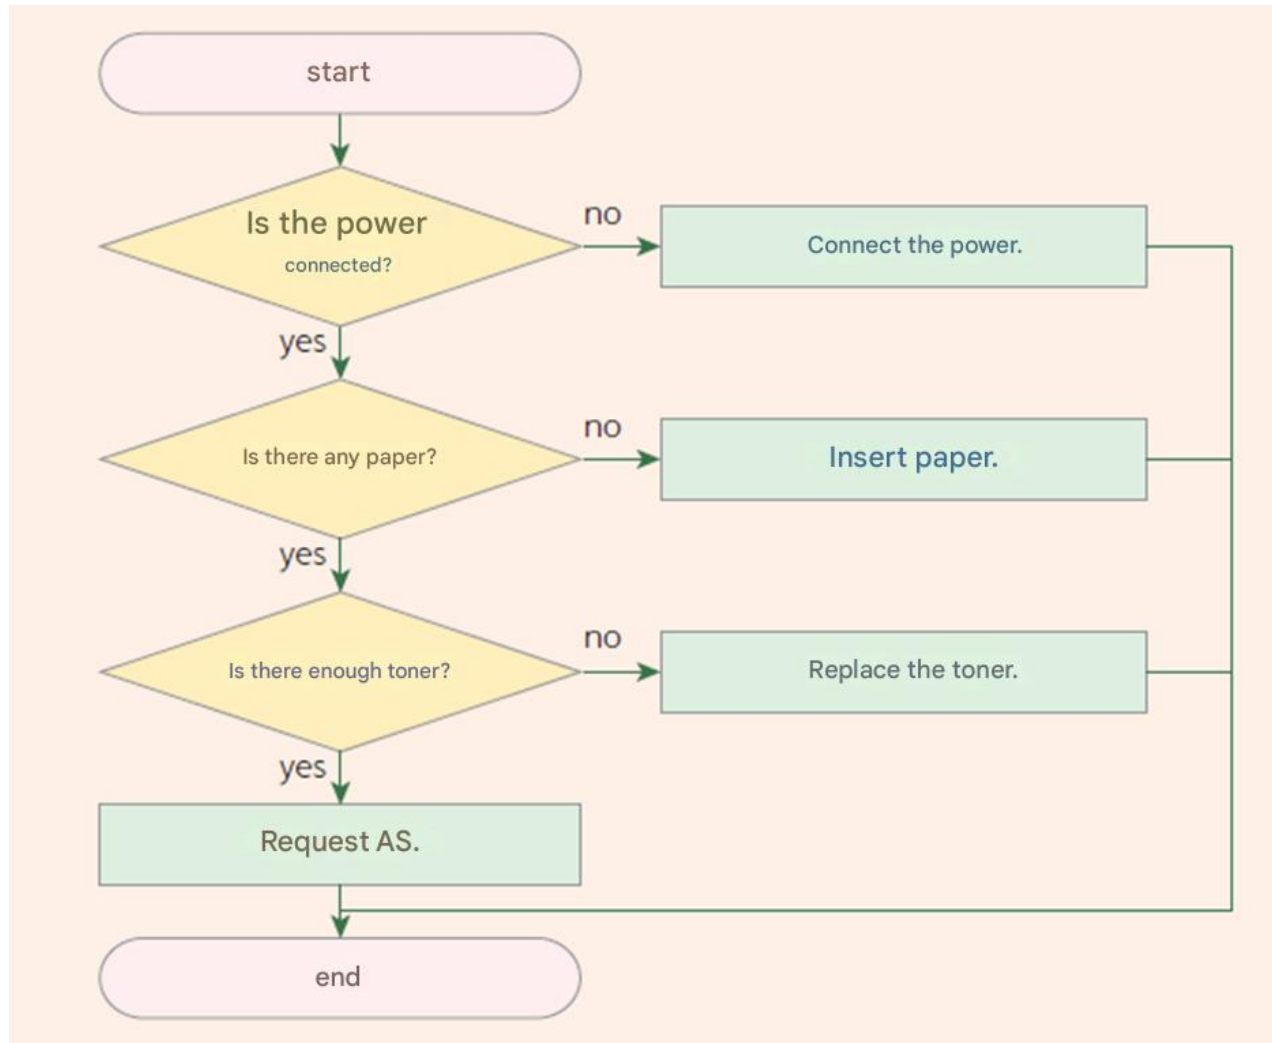 start
Is the power
connected?
no
Connect the power.
yes
Is there any paper?
no
Insert paper.
yes
Is there enough toner?
no
Replace the toner.
yes
Request AS.
end